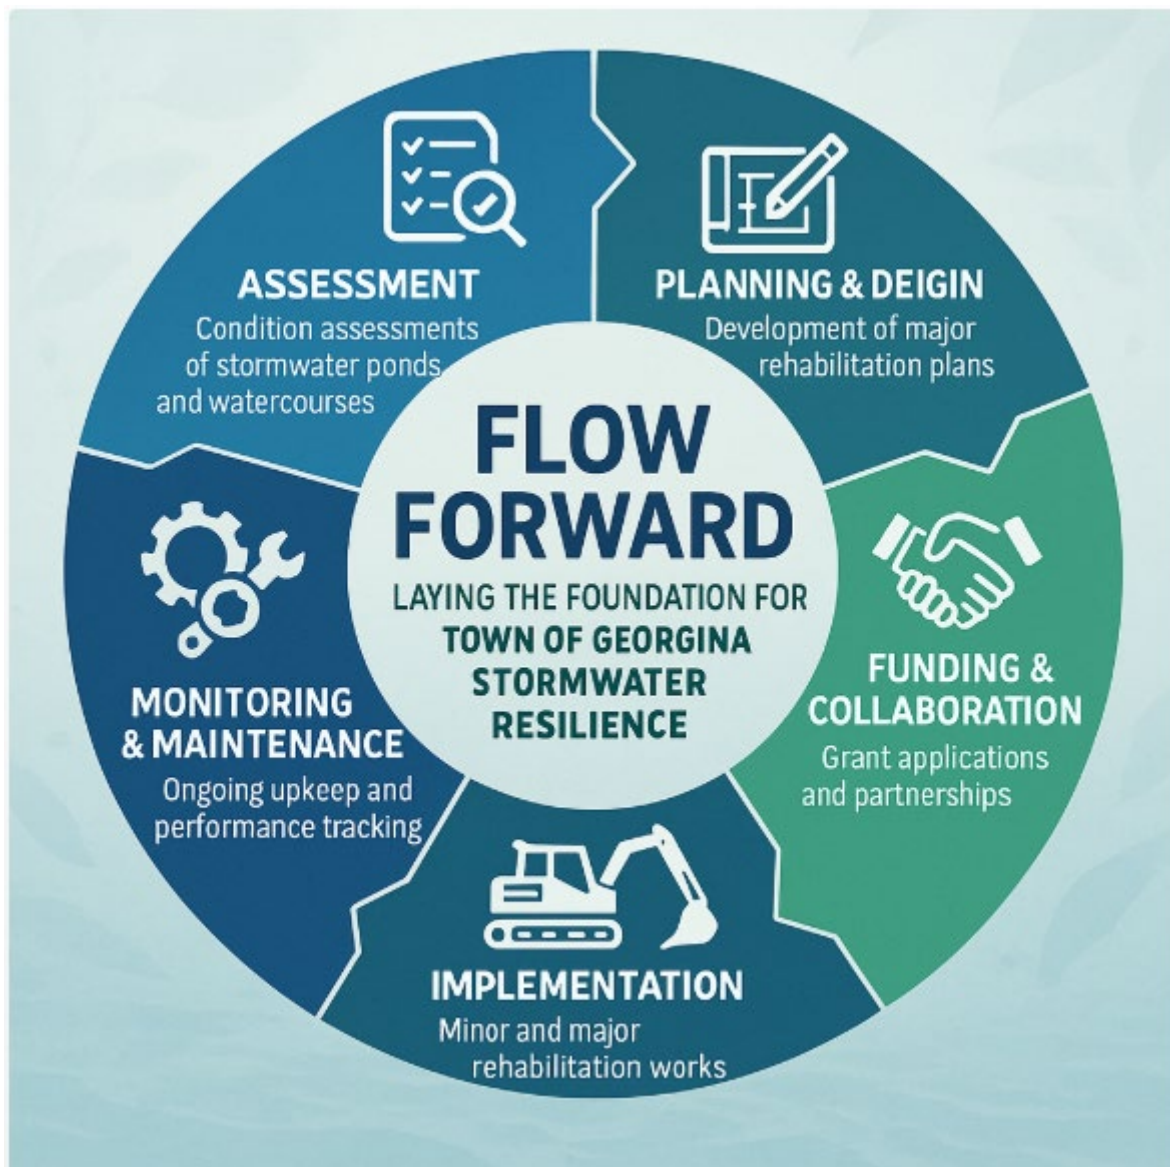 ASSESSMENT
Condition assessments
of stormwater ponds
and watercourses
PLANNING & DEIGIN
Development of major
rehabilitation plans
FUNDING &
COLLABORATION
Grant applications
and partnerships
IMPLEMENTATION
Minor and major
rehabilitation works
MONITORING
& MAINTENANCE
Ongoing upkeep and
performance tracking
FLOW
FORWARD
LAYING THE FOUNDATION FOR
TOWN OF GEORGINA
STORMWATER
RESILIENCE